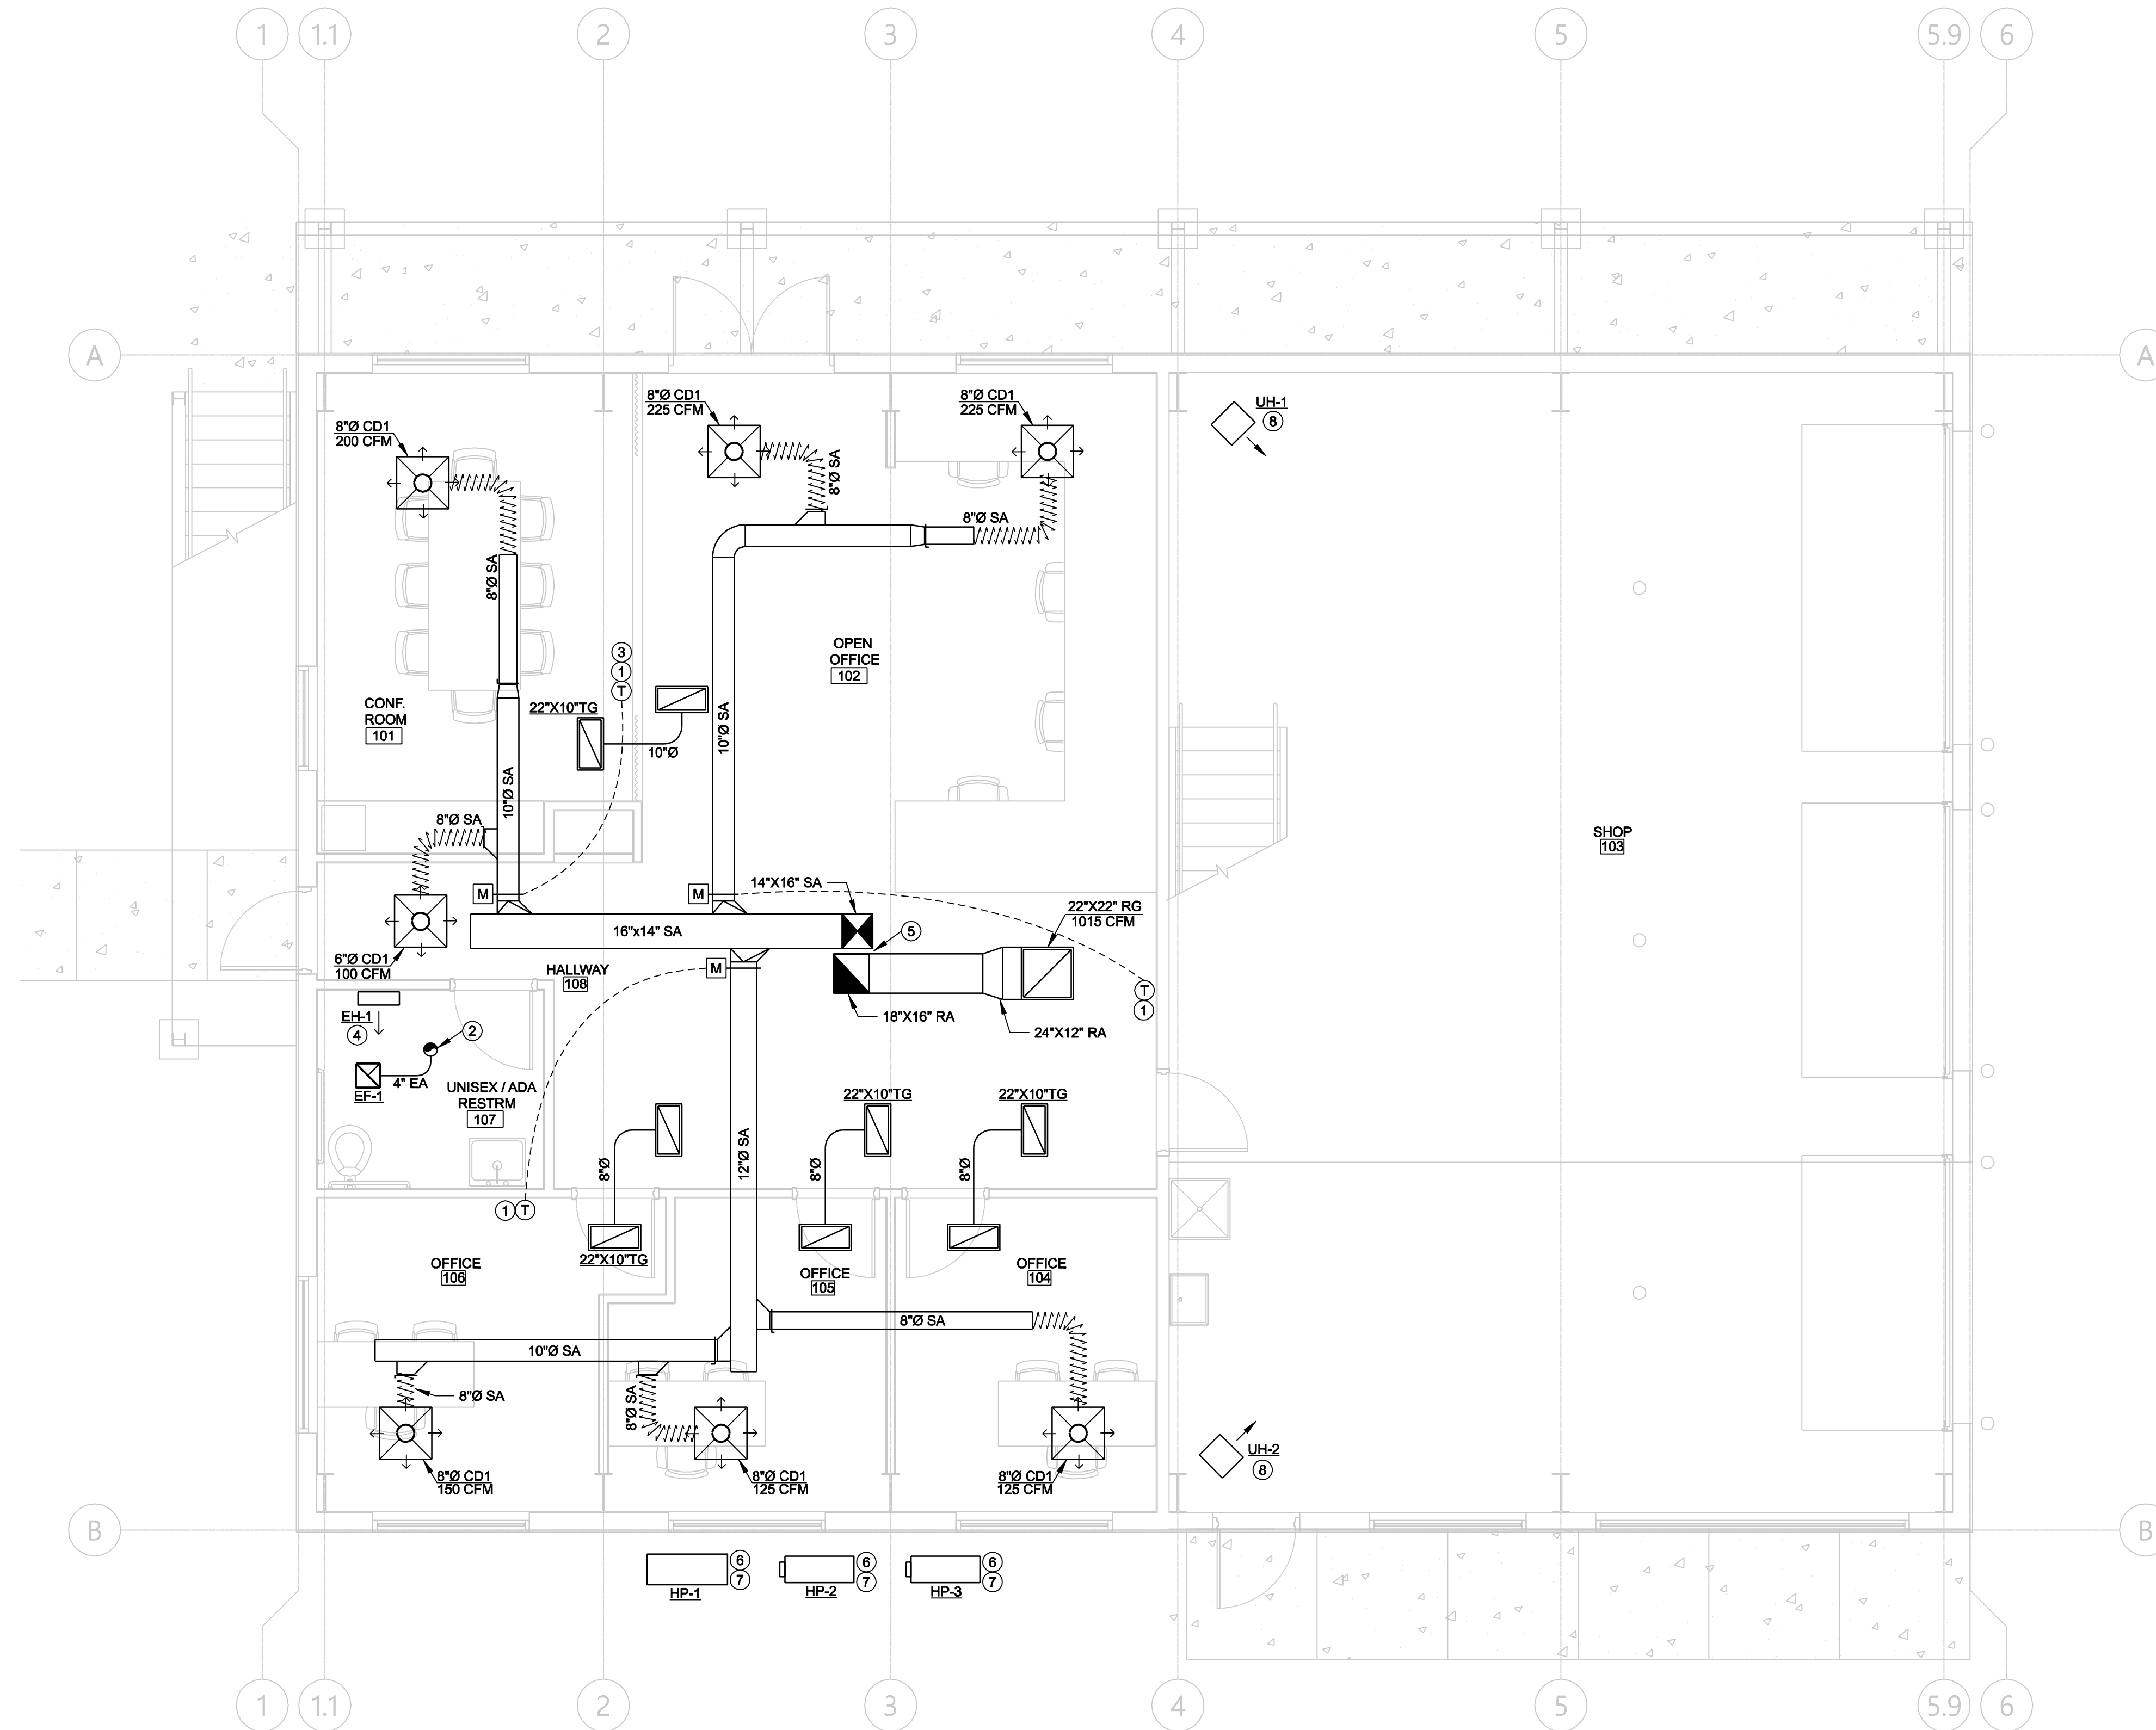 1 1.1 2 3 4 5 5.9 6
A A
8"Ø CD1
200 CFM
8"Ø CD1
225 CFM
8"Ø CD1
225 CFM
UH-1
8
8"Ø SA
8"Ø SA
8"Ø SA
3
1
T
OPEN
OFFICE
102
CONF.
ROOM
101
22"X10"TG
10"Ø
10"Ø SA
10"Ø SA
8"Ø SA
SHOP
103
M
M
14"X16" SA
22"X22" RG
1015 CFM
16"x14" SA
5
6"Ø CD1
100 CFM
HALLWAY
108
M
T
1
18"X16" RA
24"X12" RA
EH-1
4
2
4" EA
EF-1
UNISEX / ADA
RESTRM
107
22"X10"TG
22"X10"TG
8"Ø
12"Ø SA
8"Ø
8"Ø
1 T
22"X10"TG
OFFICE
106
OFFICE
105
OFFICE
104
8"Ø SA
10"Ø SA
8"Ø SA
8"Ø SA
8"Ø CD1
150 CFM
8"Ø CD1
125 CFM
8"Ø CD1
125 CFM
UH-2
8
B B
HP-1
6
7
HP-2
6
7
HP-3
6
7
1 1.1 2 3 4 5 5.9 6